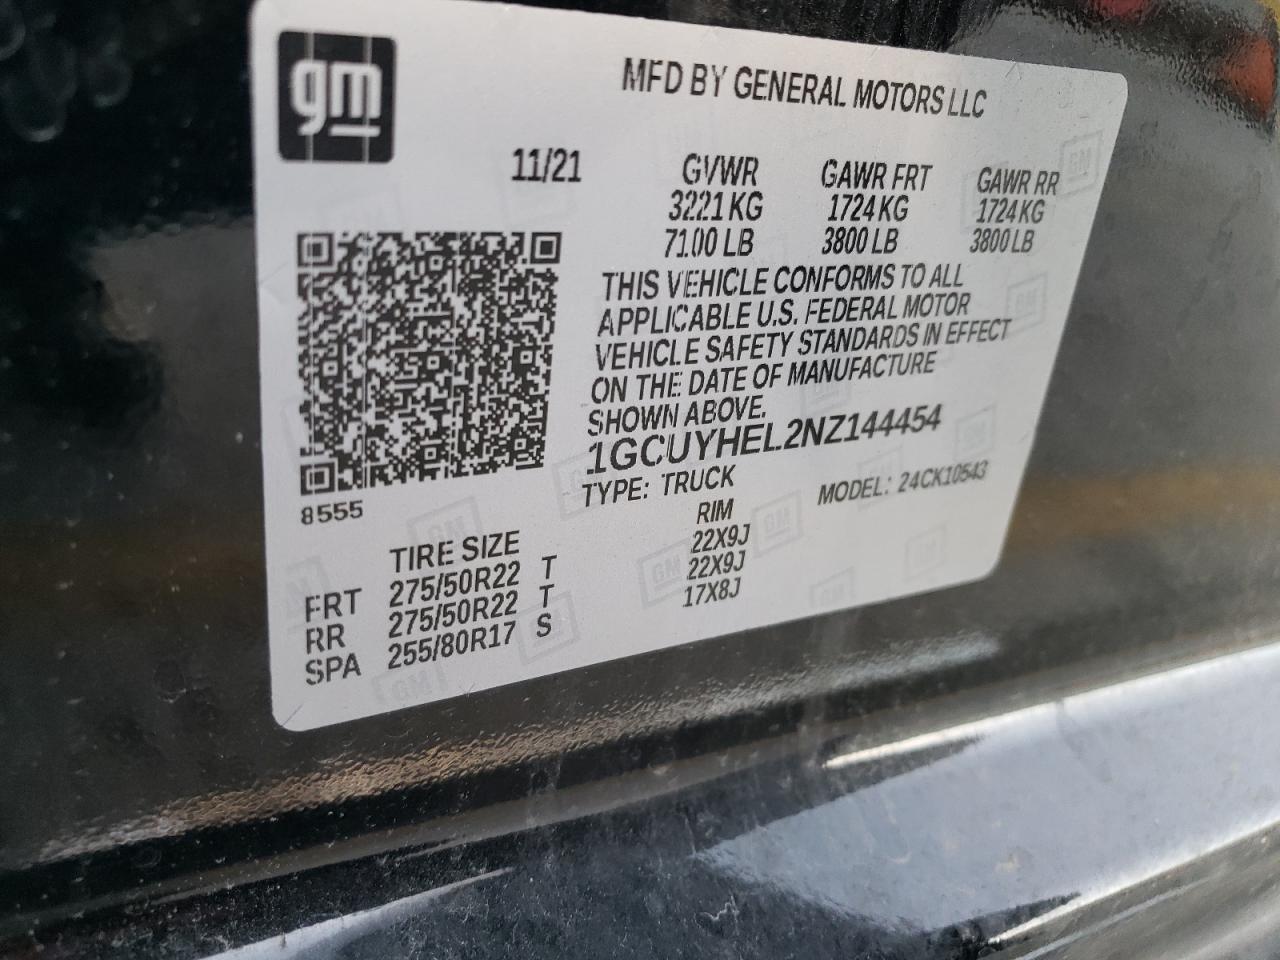 gm
MFD BY GENERAL MOTORS LLC
11/21 GVWR GAWR FRT GAWR RR
3221 KG 1724 KG 1724 KG
7100 LB 3800 LB 3800 LB
THIS VEHICLE CONFORMS TO ALL
APPLICABLE U.S. FEDERAL MOTOR
VEHICLE SAFETY STANDARDS IN EFFECT
ON THE DATE OF MANUFACTURE
SHOWN ABOVE.
1GCUYHEL2NZ144454
TYPE: TRUCK MODEL: 24CK10543
8555
TIRE SIZE RIM
FRT 275/50R22 T 22X9J
RR 275/50R22 T 22X9J
SPA 255/80R17 S 17X8J